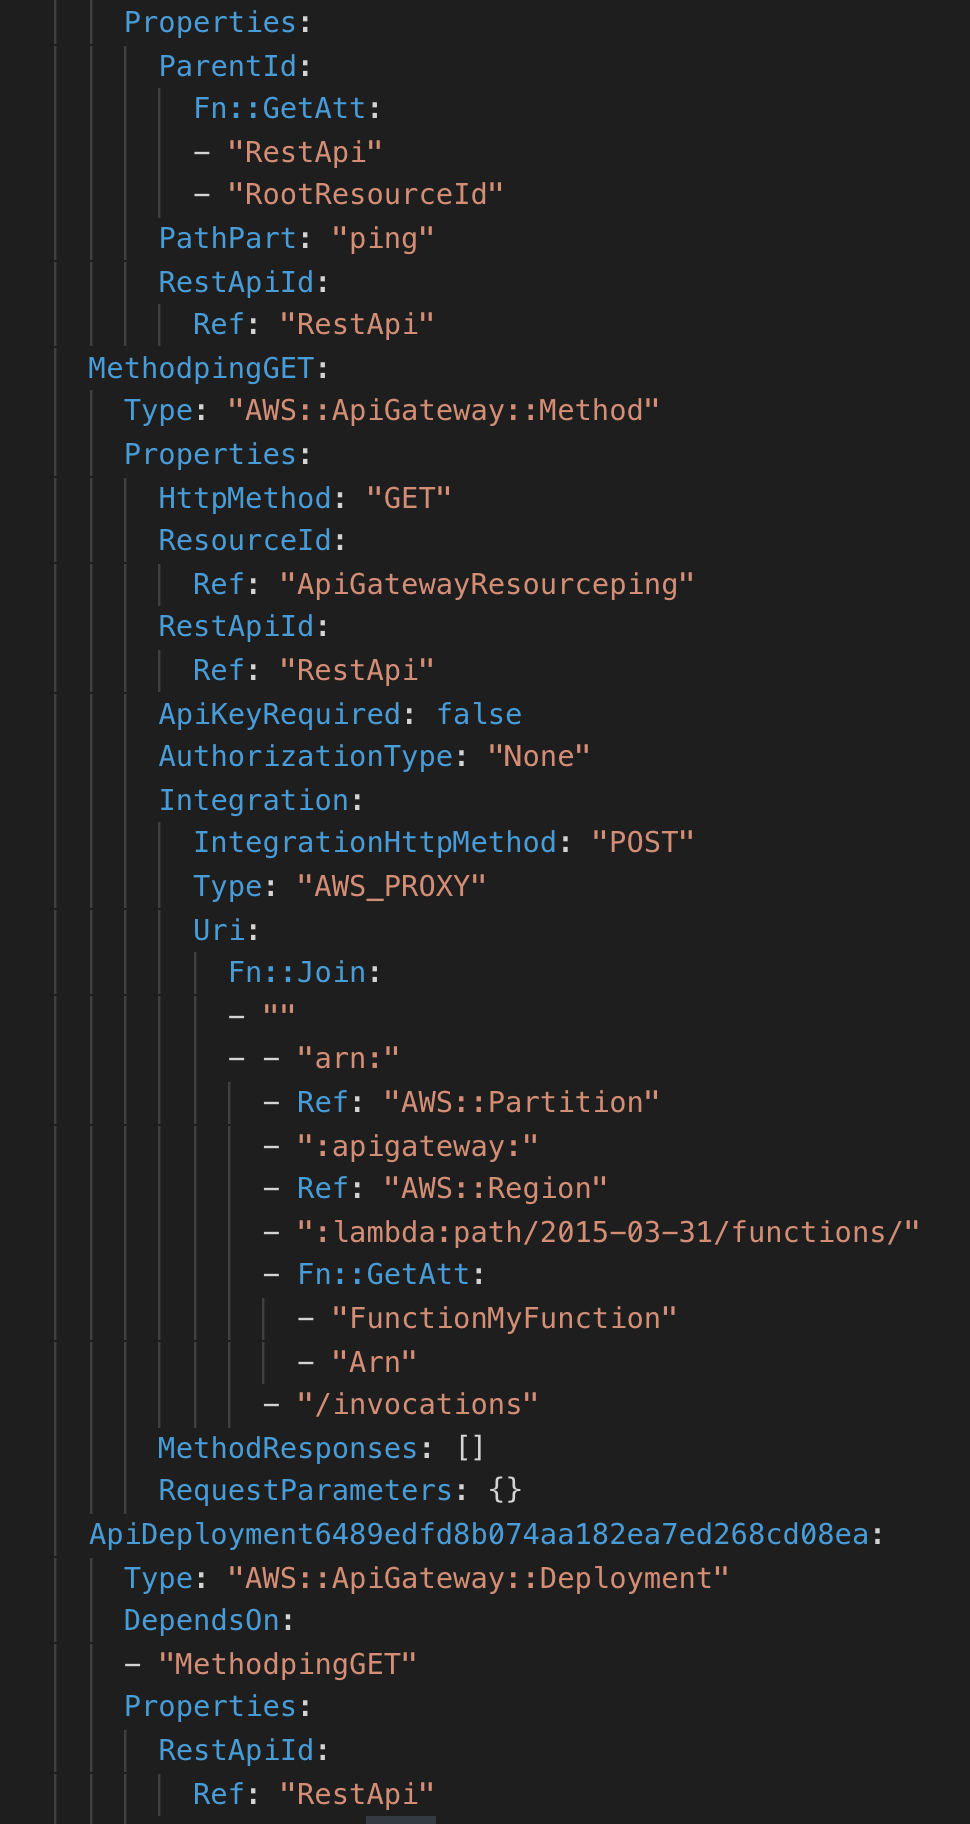 Properties:
ParentId:
Fn::GetAtt:
- "RestApi"
- "RootResourceId"
PathPart: "ping"
RestApiId:
Ref: "RestApi"
MethodpingGET:
Type: "AWS::ApiGateway::Method"
Properties:
HttpMethod: "GET"
ResourceId:
Ref: "ApiGatewayResourceping"
RestApiId:
Ref: "RestApi"
ApiKeyRequired: false
AuthorizationType: "None"
Integration:
IntegrationHttpMethod: "POST"
Type: "AWS_PROXY"
Uri:
Fn::Join:
- ""
- - "arn:"
- Ref: "AWS::Partition"
- ":apigateway:"
- Ref: "AWS::Region"
- ":lambda:path/2015-03-31/functions/"
- Fn::GetAtt:
- "FunctionMyFunction"
- "Arn"
- "/invocations"
MethodResponses: []
RequestParameters: {}
ApiDeployment6489edfd8b074aa182ea7ed268cd08ea:
Type: "AWS::ApiGateway::Deployment"
DependsOn:
- "MethodpingGET"
Properties:
RestApiId:
Ref: "RestApi"